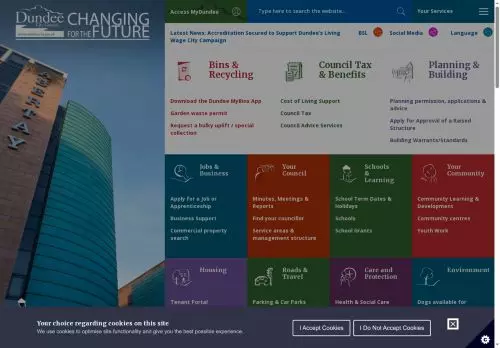 Dundee
City Council
CHANGING
FOR THE FUTURE
Access MyDundee
Type here to search the website...
Your Services
Latest News: Accreditation Secured to Support Dundee's Living
Wage City Campaign
BSL
Social Media
Language
Bins &
Recycling
Download the Dundee MyBins App
Garden waste permit
Request a bulky uplift / special
collection
Council Tax
& Benefits
Cost of Living Support
Council Tax
Council Advice Services
Planning &
Building
Planning permission, applications &
advice
Apply for Approval of a Raised
Structure
Building Warrants/Standards
Jobs &
Business
Apply For a Job or
Apprenticeship
Business Support
Commercial property
search
Your
Council
Minutes, Meetings &
Reports
Find your councillor
Service areas &
management structure
Schools
&
Learning
School Term Dates &
Holidays
Schools
School Grants
Your
Community
Community Learning &
Development
Community centres
Youth Work
Housing
Tenant Portal
Roads &
Travel
Parking & Car Parks
Care and
Protection
Health & Social Care
Environment
Dogs available for
ABERTAY
Your choice regarding cookies on this site
We use cookies to optimise site functionality and give you the best possible experience.
I Accept Cookies
I Do Not Accept Cookies